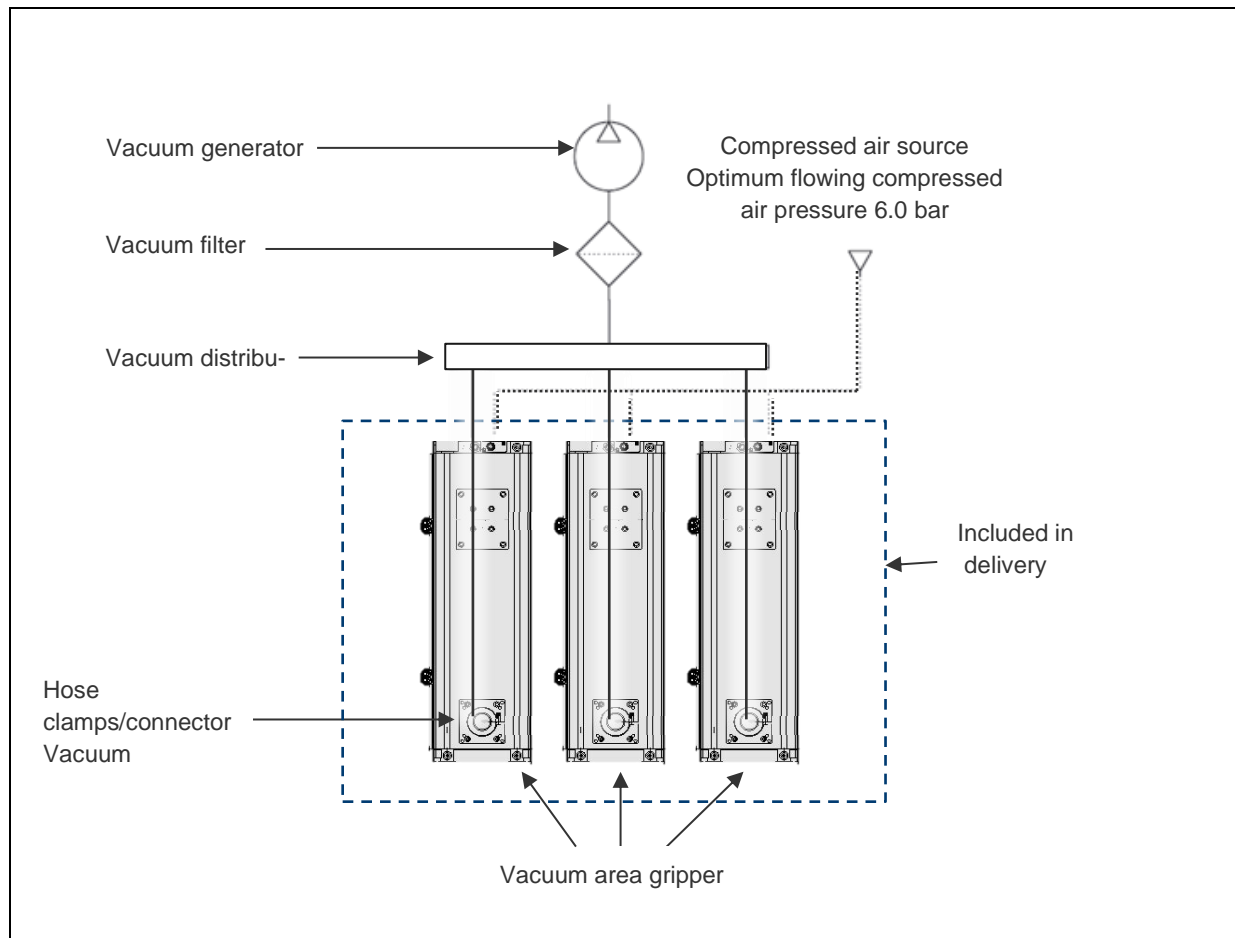 Vacuum generator
Compressed air source
Optimum flowing compressed
air pressure 6.0 bar
Vacuum filter
Vacuum distribu-
Included in
delivery
Hose
clamps/connector
Vacuum
Vacuum area gripper